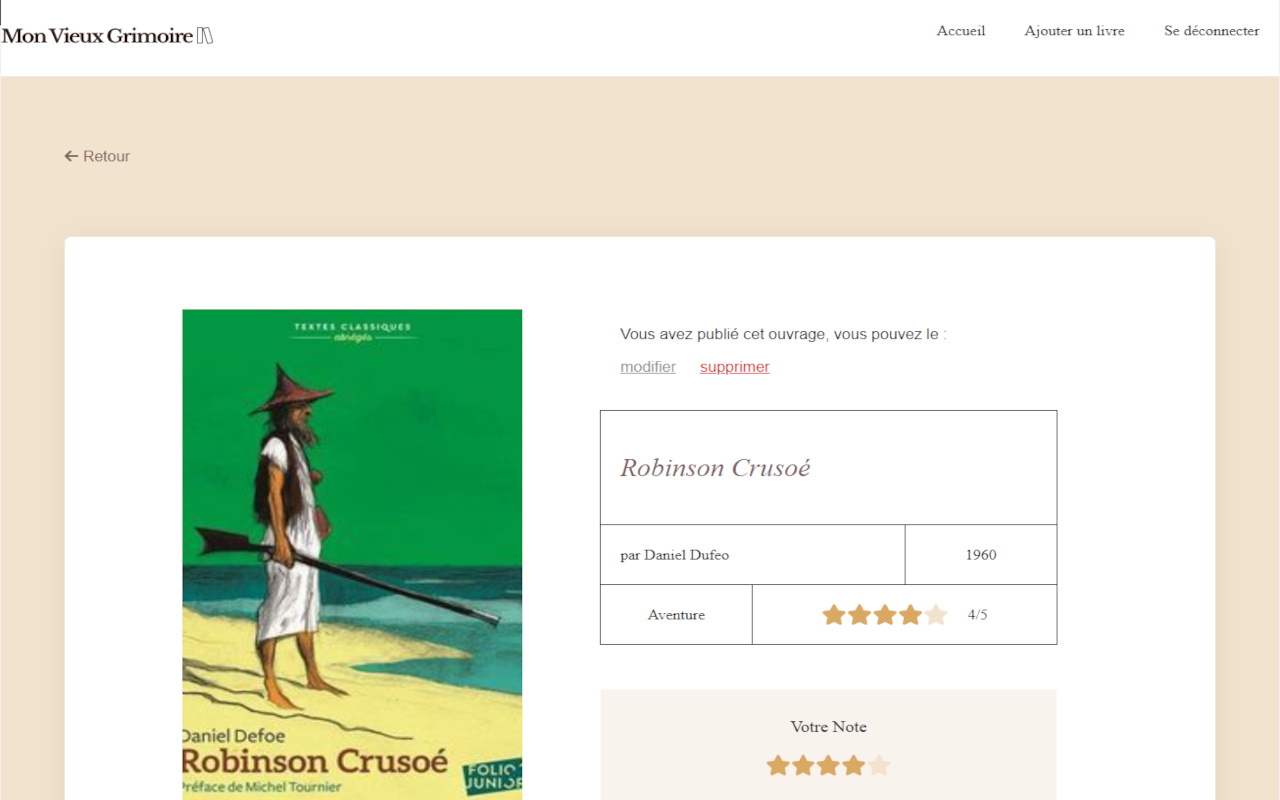 Mon Vieux Grimoire
Accueil
Ajouter un livre
Se déconnecter
Retour
TEXTES CLASSIQUES
abrégés
Daniel Defoe
Robinson Crusoé
Préface de Michel Tournier
FOLIO
JUNIOR
Vous avez publié cet ouvrage, vous pouvez le :
modifier supprimer
Robinson Crusoé
par Daniel Dufeo
1960
Aventure
4/5
Votre Note